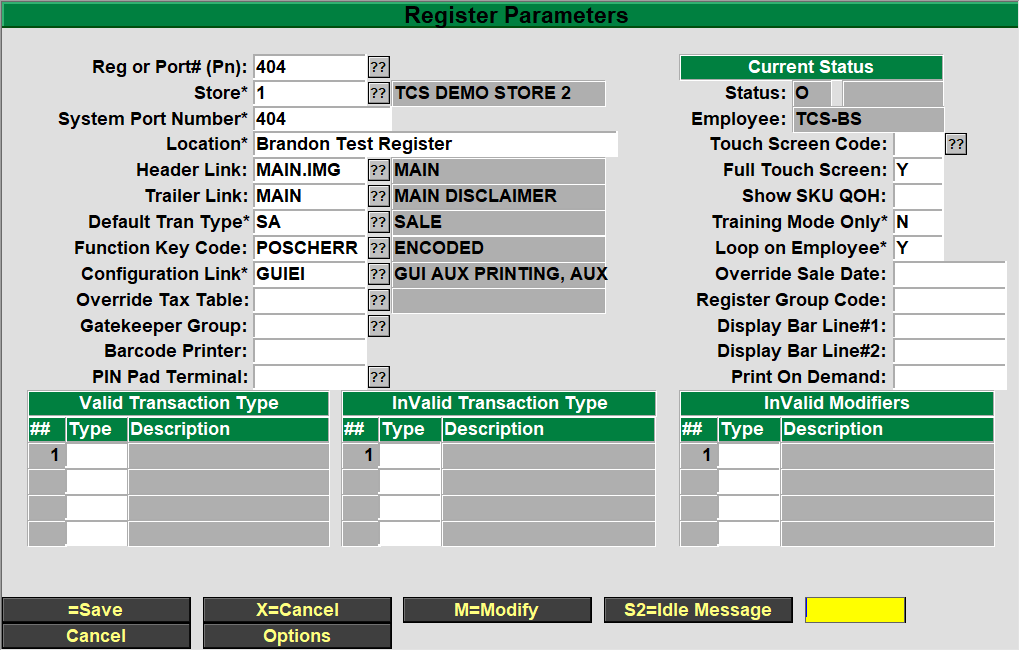 Register Parameters
Reg or Port# (Pn): 404 ??
Store* 1 ?? TCS DEMO STORE 2
System Port Number* 404
Location* Brandon Test Register
Header Link: MAIN.IMG ?? MAIN
Trailer Link: MAIN ?? MAIN DISCLAIMER
Default Tran Type* SA ?? SALE
Function Key Code: POSCHERR ?? ENCODED
Configuration Link* GUIEI ?? GUI AUX PRINTING, AUX
Override Tax Table: ??
Gatekeeper Group: ??
Barcode Printer:
PIN Pad Terminal: ??
Current Status
Status: O
Employee: TCS-BS
Touch Screen Code: ??
Full Touch Screen: Y
Show SKU QOH:
Training Mode Only* N
Loop on Employee* Y
Override Sale Date:
Register Group Code:
Display Bar Line#1:
Display Bar Line#2:
Print On Demand:
Valid Transaction Type
## Type Description
1
InValid Transaction Type
## Type Description
1
InValid Modifiers
## Type Description
1
=Save X=Cancel M=Modify S2=Idle Message
Cancel Options